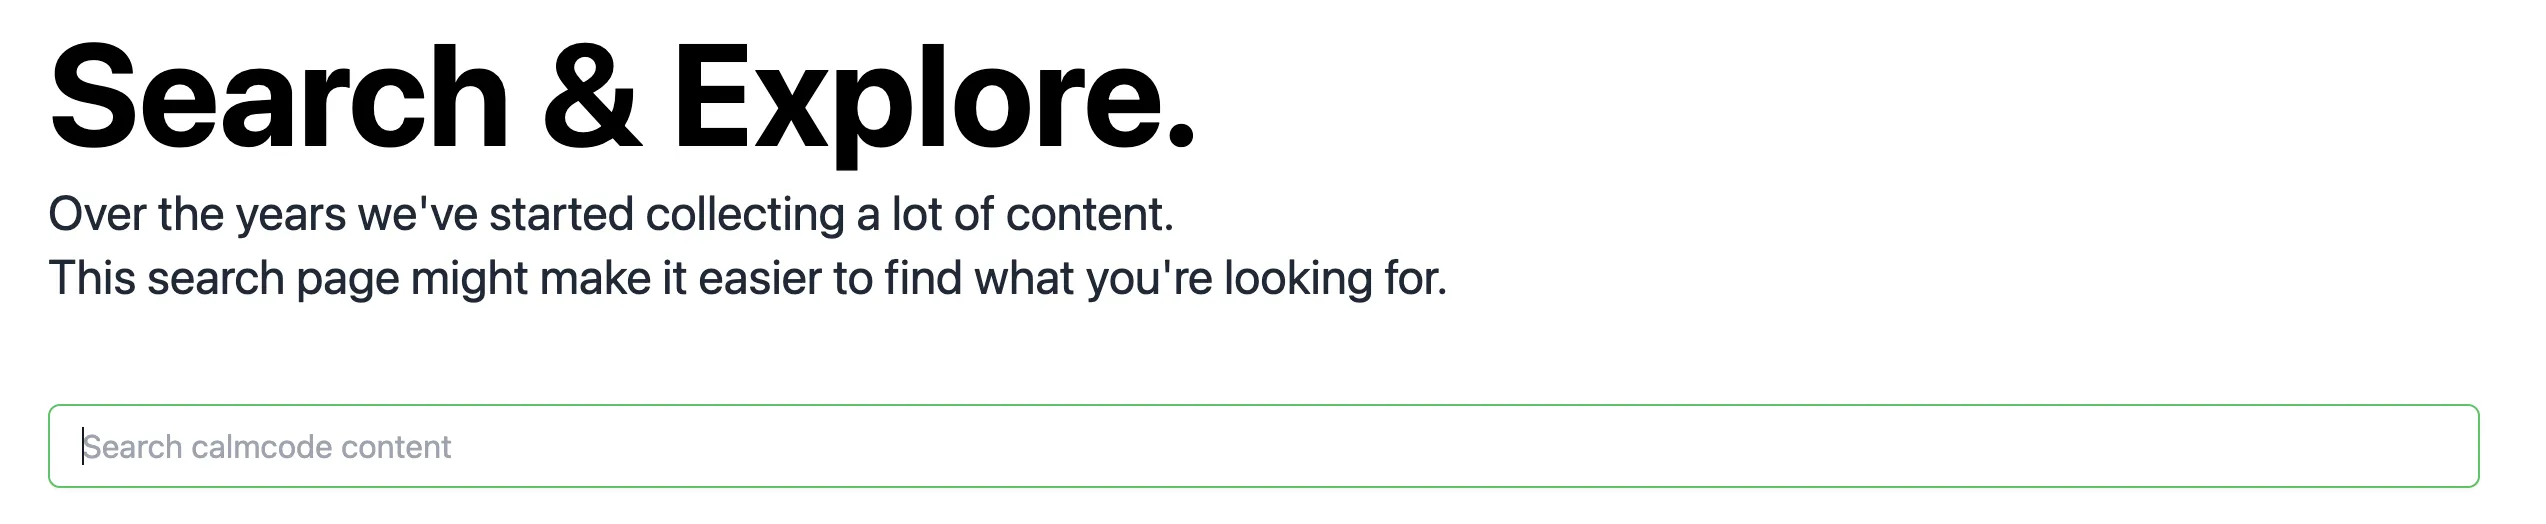 Search & Explore.
Over the years we've started collecting a lot of content.
This search page might make it easier to find what you're looking for.
Search calmcode content